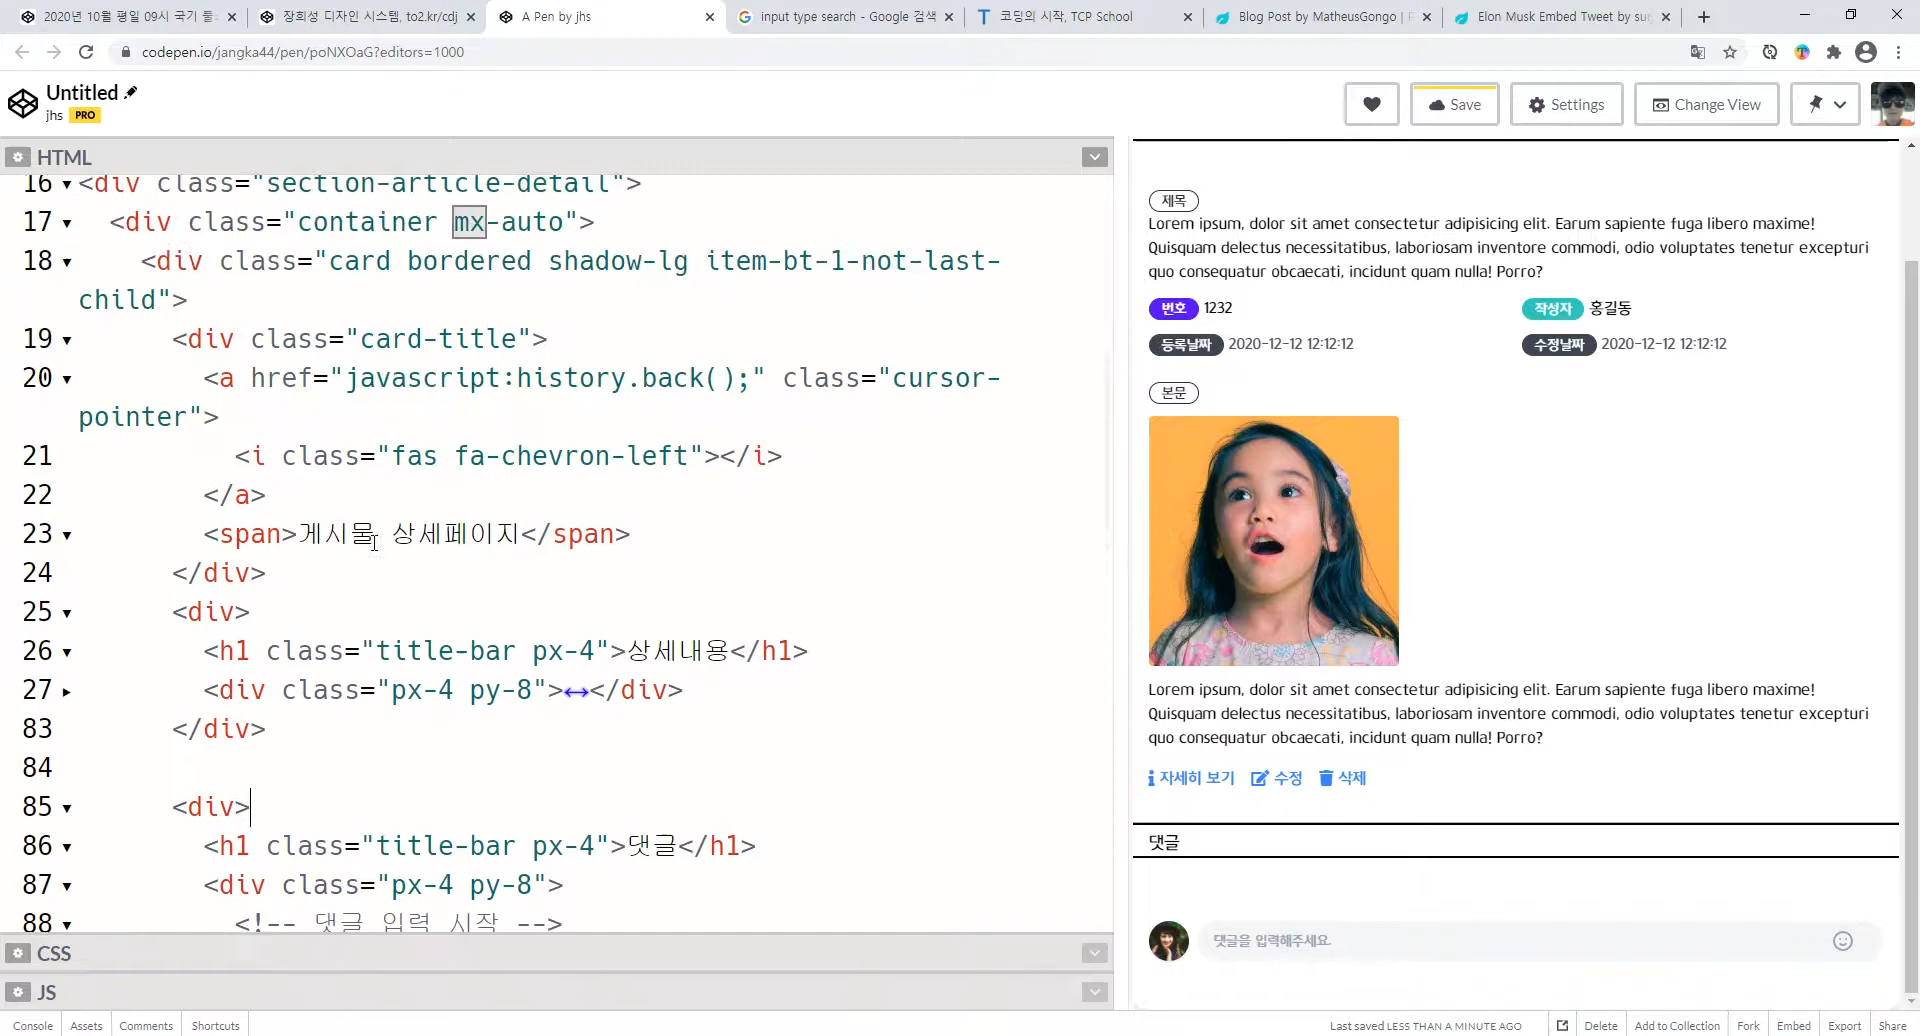 2020년 10월 평일 09시 국기 훈
장희성 디자인 시스템, to2.kr/cdj
A Pen by jhs
input type search - Google 검색
코딩의 시작, TCP School
Blog Post by MatheusGongo |
Elon Musk Embed Tweet by su
codepen.io/jangka44/pen/poNXOaG?editors=1000
Untitled
jhs PRO
Save
Settings
Change View
HTML
16 <div class="section-article-detail">
17 <div class="container mx-auto">
18 <div class="card bordered shadow-lg item-bt-1-not-last-
child">
19 <div class="card-title">
20 <a href="javascript:history.back();" class="cursor-
pointer">
21 <i class="fas fa-chevron-left"></i>
22 </a>
23 <span>게시물 상세페이지</span>
24 </div>
25 <div>
26 <h1 class="title-bar px-4">상세내용</h1>
27 <div class="px-4 py-8">↔</div>
83 </div>
84
85 <div>
86 <h1 class="title-bar px-4">댓글</h1>
87 <div class="px-4 py-8">
88 <!-- 댓글 입력 시작 -->
CSS
JS
제목
Lorem ipsum, dolor sit amet consectetur adipisicing elit. Earum sapiente fuga libero maxime!
Quisquam delectus necessitatibus, laboriosam inventore commodi, odio voluptates tenetur excepturi
quo consequatur obcaecati, incidunt quam nulla! Porro?
번호 1232 작성자 홍길동
등록날짜 2020-12-12 12:12:12 수정날짜 2020-12-12 12:12:12
본문
Lorem ipsum, dolor sit amet consectetur adipisicing elit. Earum sapiente fuga libero maxime!
Quisquam delectus necessitatibus, laboriosam inventore commodi, odio voluptates tenetur excepturi
quo consequatur obcaecati, incidunt quam nulla! Porro?
자세히 보기 수정 삭제
댓글
댓글을 입력해주세요.
Console Assets Comments Shortcuts
Last saved LESS THAN A MINUTE AGO Delete Add to Collection Fork Embed Export Share